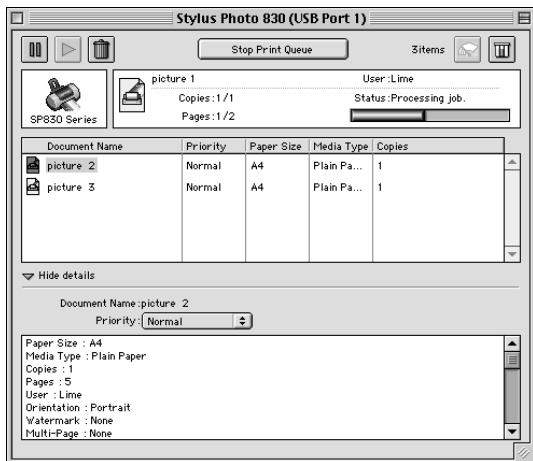 Stylus Photo 830 (USB Port 1)
Stop Print Queue
3items
SP830 Series
picture 1
User:Lime
Copies:1/1
Status:Processing job.
Pages:1/2
Document Name Priority Paper Size Media Type Copies
picture 2 Normal A4 Plain Pa... 1
picture 3 Normal A4 Plain Pa... 1
Hide details
Document Name:picture 2
Priority: Normal
Paper Size : A4
Media Type : Plain Paper
Copies : 1
Pages : 5
User : Lime
Orientation : Portrait
Watermark : None
Multi-Page : None